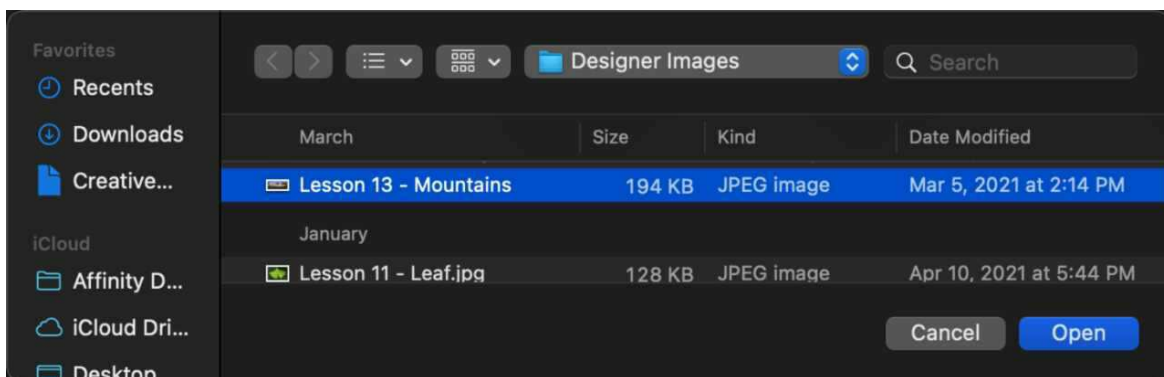 Favorites
Recents
Downloads
Creative...
iCloud
Affinity D...
iCloud Dri...
Desktop
Designer Images
Search
March Size Kind Date Modified
Lesson 13 - Mountains 194 KB JPEG image Mar 5, 2021 at 2:14 PM
January
Lesson 11 - Leaf.jpg 128 KB JPEG image Apr 10, 2021 at 5:44 PM
Cancel Open